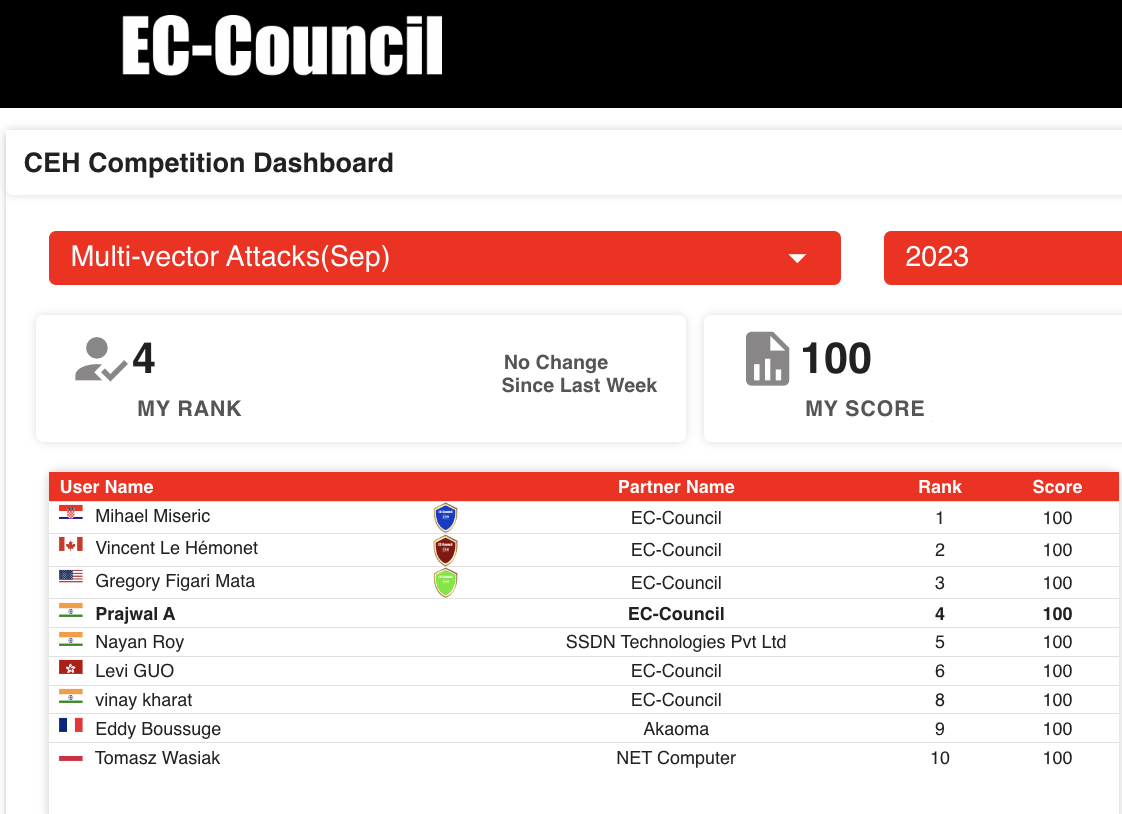 EC-Council
CEH Competition Dashboard
Multi-vector Attacks(Sep)
2023
4
MY RANK
No Change
Since Last Week
100
MY SCORE
User Name Partner Name Rank Score
Mihael Miseric EC-Council 1 100
Vincent Le Hémonet EC-Council 2 100
Gregory Figari Mata EC-Council 3 100
Prajwal A EC-Council 4 100
Nayan Roy SSDN Technologies Pvt Ltd 5 100
Levi GUO EC-Council 6 100
vinay kharat EC-Council 8 100
Eddy Boussuge Akaoma 9 100
Tomasz Wasiak NET Computer 10 100